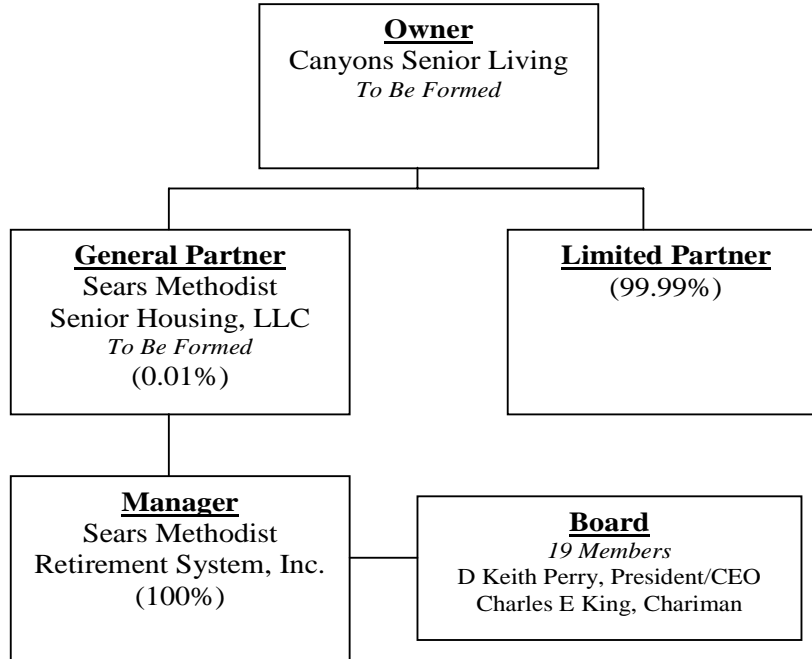 Owner
Canyons Senior Living
To Be Formed
General Partner
Sears Methodist
Senior Housing, LLC
To Be Formed
(0.01%)
Limited Partner
(99.99%)
Manager
Sears Methodist
Retirement System, Inc.
(100%)
Board
19 Members
D Keith Perry, President/CEO
Charles E King, Chariman